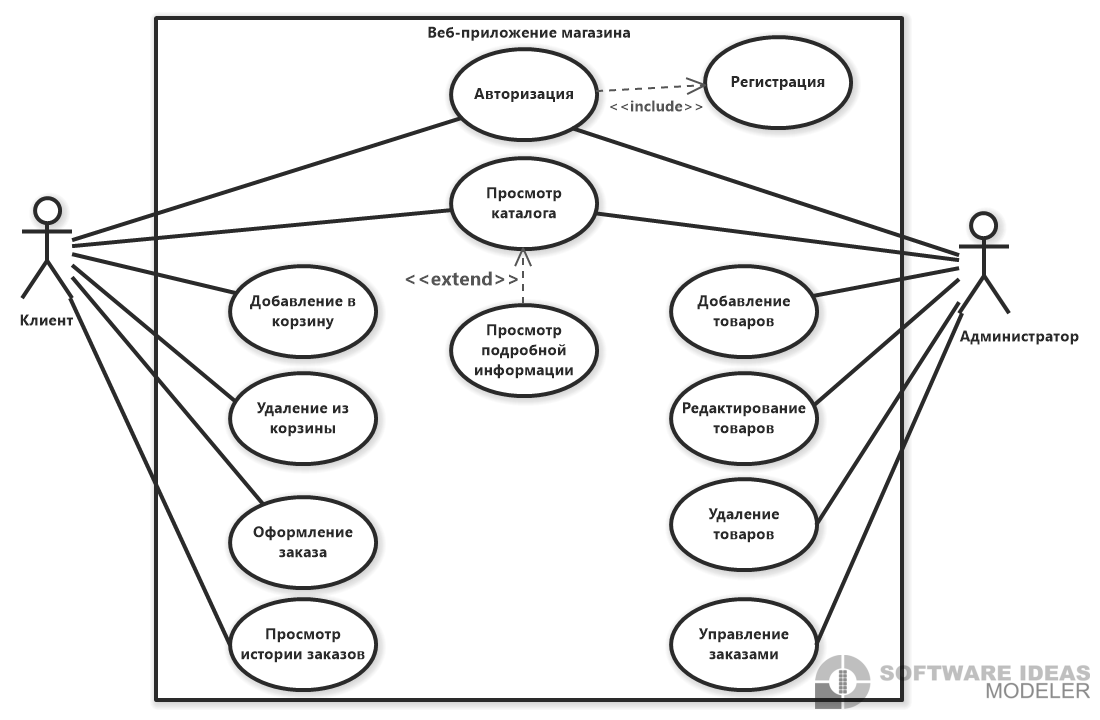 Веб-приложение магазина
Авторизация
<<include>>
Регистрация
Просмотр
каталога
<<extend>>
Просмотр
подробной
информации
Клиент
Добавление в
корзину
Удаление из
корзины
Оформление
заказа
Просмотр
истории заказов
Добавление
товаров
Редактирование
товаров
Удаление
товаров
Управление
заказами
Администратор
SOFTWARE IDEAS
MODELER